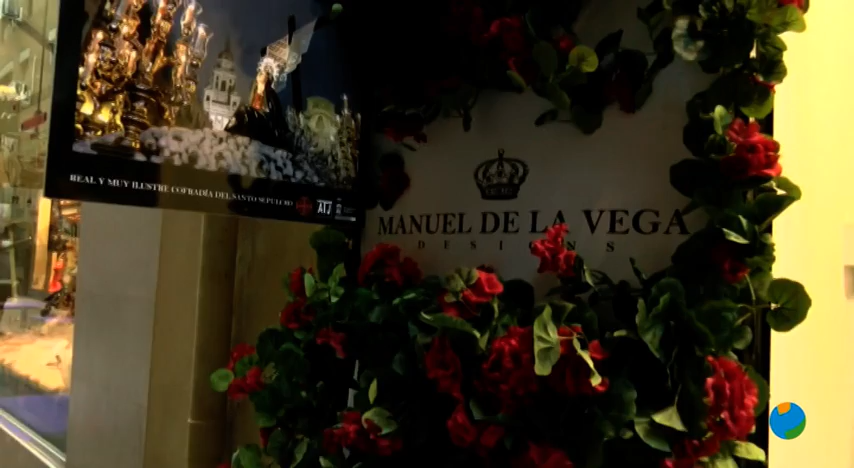 REAL Y MUY ILUSTRE COFRADÍA DEL SANTO SEPULCRO
MANUEL DE LA VEGA
DESIGNS